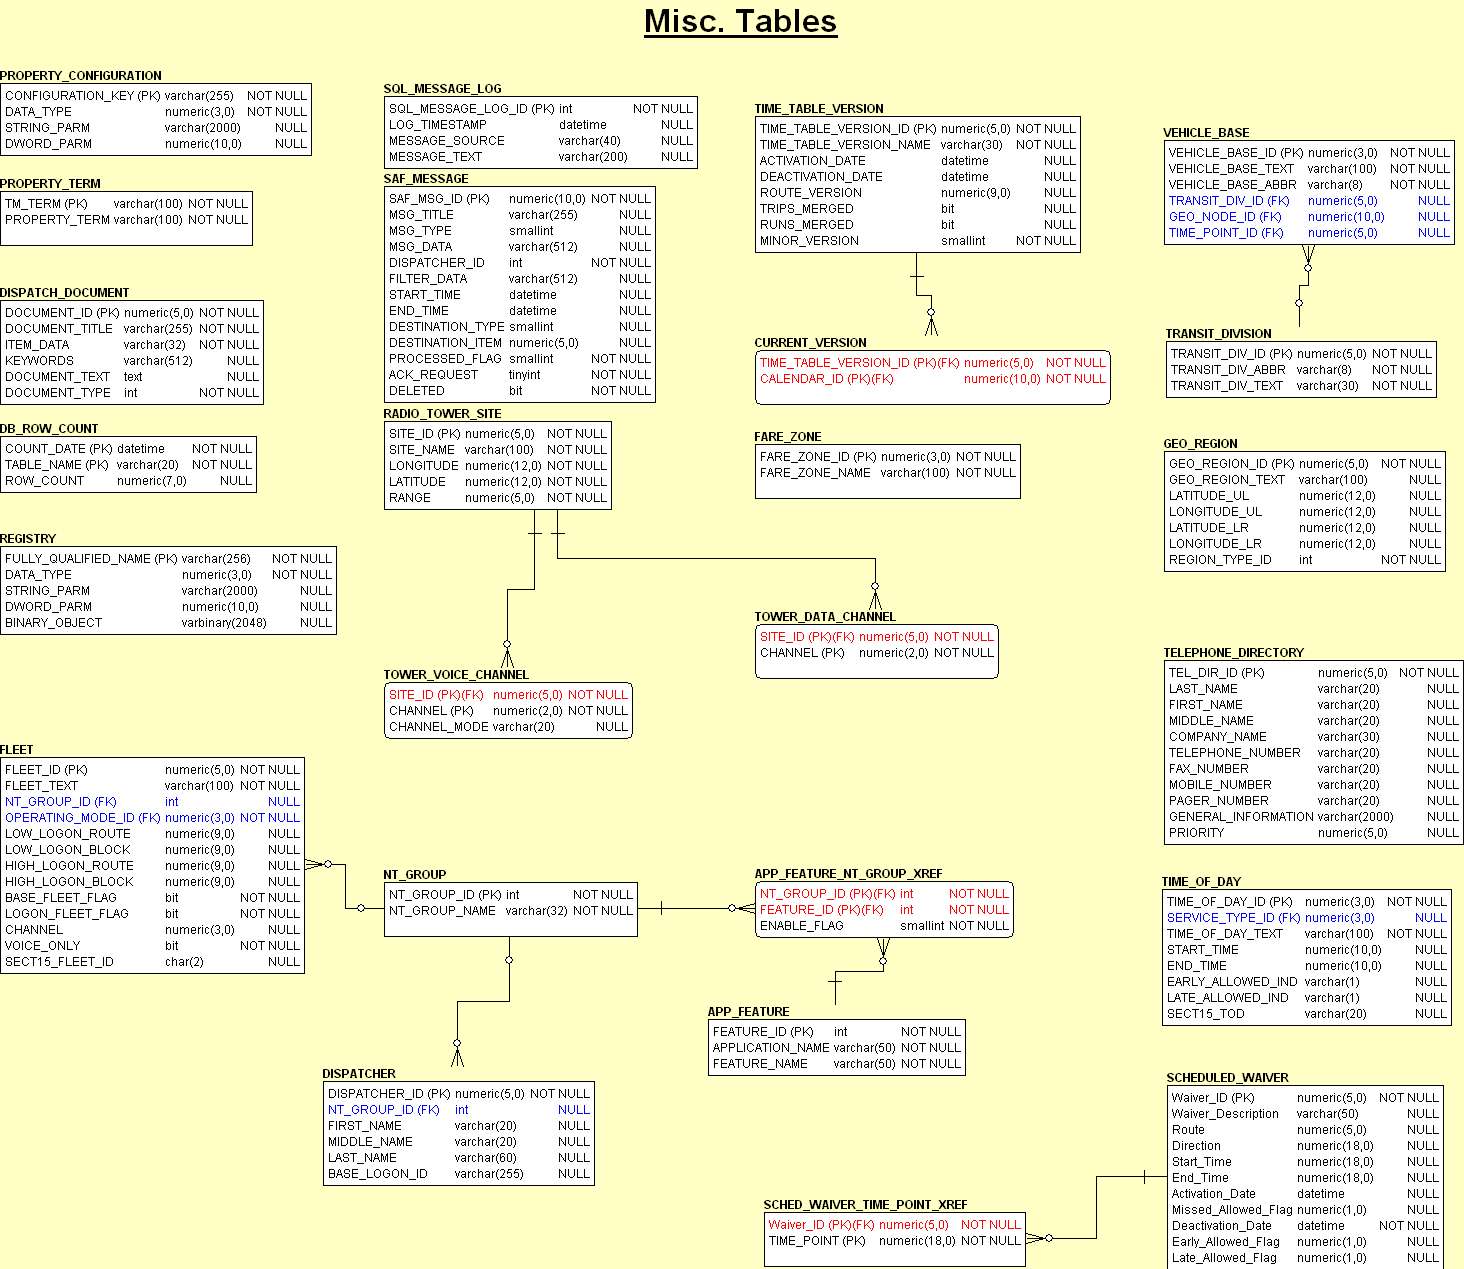 Misc. Tables
PROPERTY_CONFIGURATION
CONFIGURATION_KEY (PK) varchar(255) NOT NULL
DATA_TYPE numeric(3,0) NOT NULL
STRING_PARM varchar(2000) NULL
DWORD_PARM numeric(10,0) NULL
PROPERTY_TERM
TM_TERM (PK) varchar(100) NOT NULL
PROPERTY_TERM varchar(100) NOT NULL
DISPATCH_DOCUMENT
DOCUMENT_ID (PK) numeric(5,0) NOT NULL
DOCUMENT_TITLE varchar(255) NOT NULL
ITEM_DATA varchar(32) NOT NULL
KEYWORDS varchar(512) NULL
DOCUMENT_TEXT text NULL
DOCUMENT_TYPE int NOT NULL
DB_ROW_COUNT
COUNT_DATE (PK) datetime NOT NULL
TABLE_NAME (PK) varchar(20) NOT NULL
ROW_COUNT numeric(7,0) NULL
REGISTRY
FULLY_QUALIFIED_NAME (PK) varchar(256) NOT NULL
DATA_TYPE numeric(3,0) NOT NULL
STRING_PARM varchar(2000) NULL
DWORD_PARM numeric(10,0) NULL
BINARY_OBJECT varbinary(2048) NULL
FLEET
FLEET_ID (PK) numeric(5,0) NOT NULL
FLEET_TEXT varchar(100) NOT NULL
NT_GROUP_ID (FK) int NULL
OPERATING_MODE_ID (FK) numeric(3,0) NOT NULL
LOW_LOGON_ROUTE numeric(9,0) NULL
LOW_LOGON_BLOCK numeric(9,0) NULL
HIGH_LOGON_ROUTE numeric(9,0) NULL
HIGH_LOGON_BLOCK numeric(9,0) NULL
BASE_FLEET_FLAG bit NOT NULL
LOGON_FLEET_FLAG bit NOT NULL
CHANNEL numeric(3,0) NULL
VOICE_ONLY bit NOT NULL
SECT15_FLEET_ID char(2) NULL
SQL_MESSAGE_LOG
SQL_MESSAGE_LOG_ID (PK) int NOT NULL
LOG_TIMESTAMP datetime NULL
MESSAGE_SOURCE varchar(40) NULL
MESSAGE_TEXT varchar(200) NULL
SAF_MESSAGE
SAF_MSG_ID (PK) numeric(10,0) NOT NULL
MSG_TITLE varchar(255) NULL
MSG_TYPE smallint NULL
MSG_DATA varchar(512) NULL
DISPATCHER_ID int NOT NULL
FILTER_DATA varchar(512) NULL
START_TIME datetime NULL
END_TIME datetime NULL
DESTINATION_TYPE smallint NULL
DESTINATION_ITEM numeric(5,0) NULL
PROCESSED_FLAG smallint NOT NULL
ACK_REQUEST tinyint NOT NULL
DELETED bit NOT NULL
RADIO_TOWER_SITE
SITE_ID (PK) numeric(5,0) NOT NULL
SITE_NAME varchar(100) NOT NULL
LONGITUDE numeric(12,0) NOT NULL
LATITUDE numeric(12,0) NOT NULL
RANGE numeric(5,0) NOT NULL
TOWER_VOICE_CHANNEL
SITE_ID (PK)(FK) numeric(5,0) NOT NULL
CHANNEL (PK) numeric(2,0) NOT NULL
CHANNEL_MODE varchar(20) NULL
NT_GROUP
NT_GROUP_ID (PK) int NOT NULL
NT_GROUP_NAME varchar(32) NOT NULL
DISPATCHER
DISPATCHER_ID (PK) numeric(5,0) NOT NULL
NT_GROUP_ID (FK) int NULL
FIRST_NAME varchar(20) NULL
MIDDLE_NAME varchar(20) NULL
LAST_NAME varchar(60) NULL
BASE_LOGON_ID varchar(255) NULL
TIME_TABLE_VERSION
TIME_TABLE_VERSION_ID (PK) numeric(5,0) NOT NULL
TIME_TABLE_VERSION_NAME varchar(30) NOT NULL
ACTIVATION_DATE datetime NULL
DEACTIVATION_DATE datetime NULL
ROUTE_VERSION numeric(9,0) NULL
TRIPS_MERGED bit NULL
RUNS_MERGED bit NULL
MINOR_VERSION smallint NOT NULL
CURRENT_VERSION
TIME_TABLE_VERSION_ID (PK)(FK) numeric(5,0) NOT NULL
CALENDAR_ID (PK)(FK) numeric(10,0) NOT NULL
FARE_ZONE
FARE_ZONE_ID (PK) numeric(3,0) NOT NULL
FARE_ZONE_NAME varchar(100) NOT NULL
TOWER_DATA_CHANNEL
SITE_ID (PK)(FK) numeric(5,0) NOT NULL
CHANNEL (PK) numeric(2,0) NOT NULL
APP_FEATURE_NT_GROUP_XREF
NT_GROUP_ID (PK)(FK) int NOT NULL
FEATURE_ID (PK)(FK) int NOT NULL
ENABLE_FLAG smallint NOT NULL
APP_FEATURE
FEATURE_ID (PK) int NOT NULL
APPLICATION_NAME varchar(50) NOT NULL
FEATURE_NAME varchar(50) NOT NULL
SCHED_WAIVER_TIME_POINT_XREF
Waiver_ID (PK)(FK) numeric(5,0) NOT NULL
TIME_POINT (PK) numeric(18,0) NOT NULL
VEHICLE_BASE
VEHICLE_BASE_ID (PK) numeric(3,0) NOT NULL
VEHICLE_BASE_TEXT varchar(100) NOT NULL
VEHICLE_BASE_ABBR varchar(8) NOT NULL
TRANSIT_DIV_ID (FK) numeric(5,0) NULL
GEO_NODE_ID (FK) numeric(10,0) NULL
TIME_POINT_ID (FK) numeric(5,0) NULL
TRANSIT_DIVISION
TRANSIT_DIV_ID (PK) numeric(5,0) NOT NULL
TRANSIT_DIV_ABBR varchar(8) NOT NULL
TRANSIT_DIV_TEXT varchar(30) NOT NULL
GEO_REGION
GEO_REGION_ID (PK) numeric(5,0) NOT NULL
GEO_REGION_TEXT varchar(100) NULL
LATITUDE_UL numeric(12,0) NULL
LONGITUDE_UL numeric(12,0) NULL
LATITUDE_LR numeric(12,0) NULL
LONGITUDE_LR numeric(12,0) NULL
REGION_TYPE_ID int NOT NULL
TELEPHONE_DIRECTORY
TEL_DIR_ID (PK) numeric(5,0) NOT NULL
LAST_NAME varchar(20) NULL
FIRST_NAME varchar(20) NULL
MIDDLE_NAME varchar(20) NULL
COMPANY_NAME varchar(30) NULL
TELEPHONE_NUMBER varchar(20) NULL
FAX_NUMBER varchar(20) NULL
MOBILE_NUMBER varchar(20) NULL
PAGER_NUMBER varchar(20) NULL
GENERAL_INFORMATION varchar(2000) NULL
PRIORITY numeric(5,0) NULL
TIME_OF_DAY
TIME_OF_DAY_ID (PK) numeric(3,0) NOT NULL
SERVICE_TYPE_ID (FK) numeric(3,0) NULL
TIME_OF_DAY_TEXT varchar(100) NOT NULL
START_TIME numeric(10,0) NULL
END_TIME numeric(10,0) NULL
EARLY_ALLOWED_IND varchar(1) NULL
LATE_ALLOWED_IND varchar(1) NULL
SECT15_TOD varchar(20) NULL
SCHEDULED_WAIVER
Waiver_ID (PK) numeric(5,0) NOT NULL
Waiver_Description varchar(50) NULL
Route numeric(5,0) NULL
Direction numeric(18,0) NULL
Start_Time numeric(18,0) NULL
End_Time numeric(18,0) NULL
Activation_Date datetime NULL
Missed_Allowed_Flag numeric(1,0) NULL
Deactivation_Date datetime NOT NULL
Early_Allowed_Flag numeric(1,0) NULL
Late_Allowed_Flag numeric(1,0) NULL